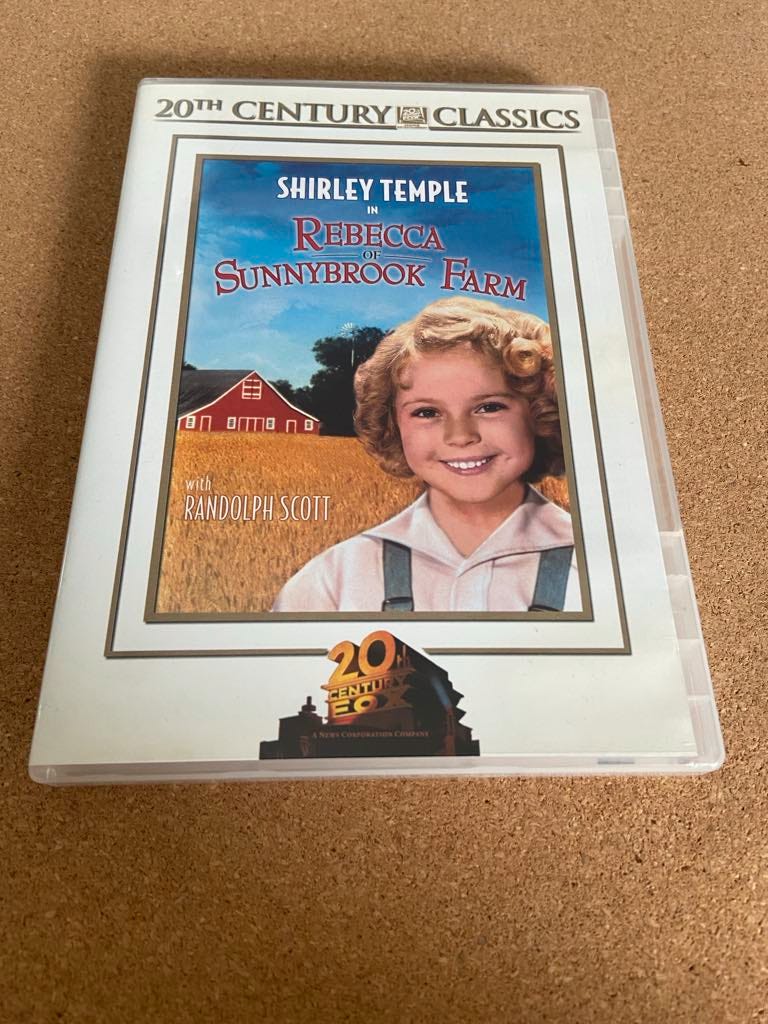 20TH CENTURY FOX CLASSICS
SHIRLEY TEMPLE
IN
REBECCA
OF
SUNNYBROOK FARM
with
RANDOLPH SCOTT
20th
CENTURY
FOX
A NEWS CORPORATION COMPANY